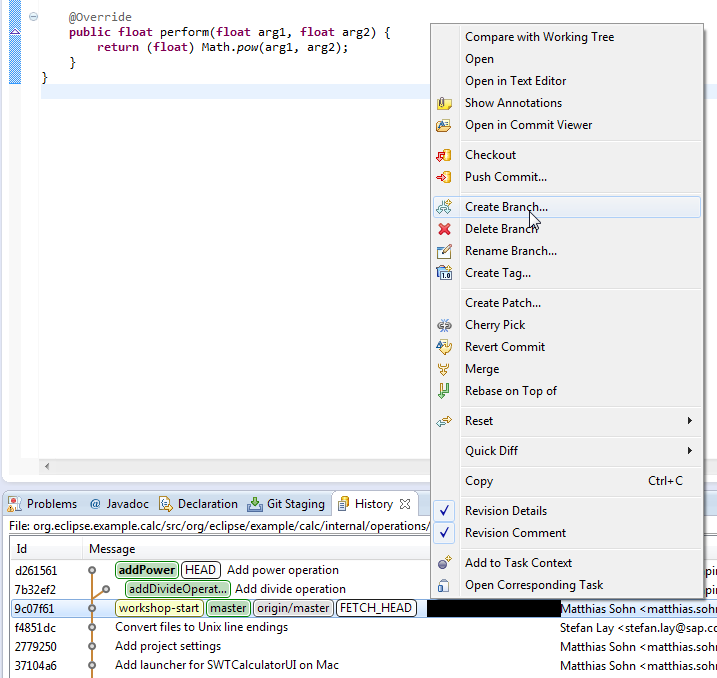 @Override
public float perform(float arg1, float arg2) {
return (float) Math.pow(arg1, arg2);
}
}
Compare with Working Tree
Open
Open in Text Editor
Show Annotations
Open in Commit Viewer
Checkout
Push Commit...
Create Branch...
Delete Branch
Rename Branch...
Create Tag...
Create Patch...
Cherry Pick
Revert Commit
Merge
Rebase on Top of
Reset
Quick Diff
Copy Ctrl+C
Revision Details
Revision Comment
Add to Task Context
Open Corresponding Task
Problems @ Javadoc Declaration Git Staging History
File: org.eclipse.example.calc/src/org/eclipse/example/calc/internal/operations/
Id Message
d261561 addPower HEAD Add power operation
7b32ef2 addDivideOperat... Add divide operation
9c07f61 workshop-start master origin/master FETCH_HEAD Matthias Sohn <matthias.sohn
f4851dc Convert files to Unix line endings Stefan Lay <stefan.lay@sap.co
2779250 Add project settings Matthias Sohn <matthias.sohn
37104a6 Add launcher for SWTCalculatorUI on Mac Matthias Sohn <matthias.sohn